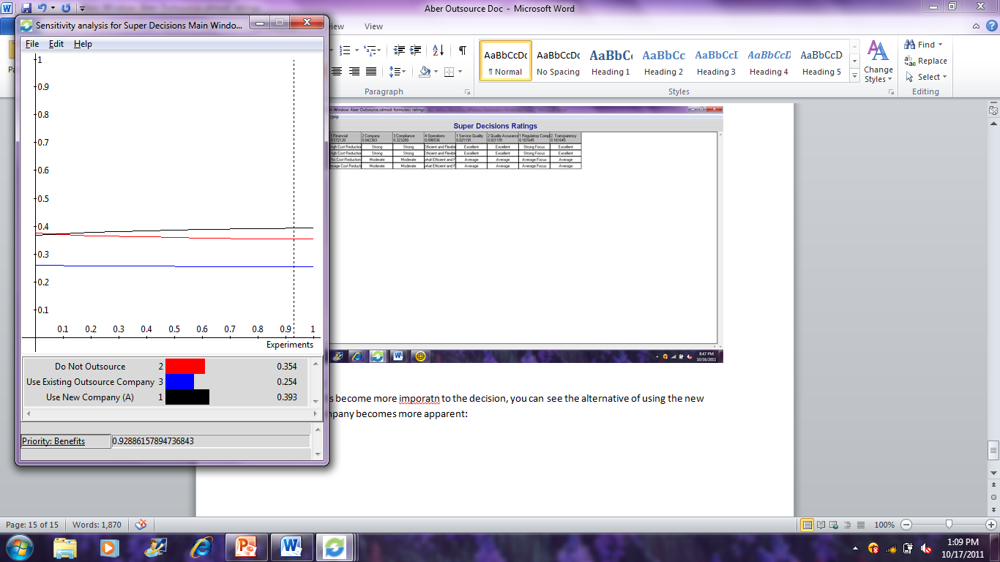 Aber Outsource Doc - Microsoft Word
Sensitivity analysis for Super Decisions Main Windo...
File Edit Help
1
0.9
0.8
0.7
0.6
0.5
0.4
0.3
0.2
0.1
0.1 0.2 0.3 0.4 0.5 0.6 0.7 0.8 0.9 1
Experiments
Do Not Outsource 2 0.354
Use Existing Outsource Company 3 0.254
Use New Company (A) 1 0.393
Priority: Benefits 0.92886157894736843
view View
AaBbCcDc AaBbCcDc AaBbC AaBbCc AaBbCcI AaBbCcD AaBbCcD
¶ Normal No Spacing Heading 1 Heading 2 Heading 3 Heading 4 Heading 5
Change Styles
Find
Replace
Select
Paragraph Styles Editing
in Window: Aber Outsource.sdmod: formulaic: ratings
Help
Super Decisions Ratings
1 Financial 2 Company 3 Compliance 4 Operations 1 Service Quality 2 Quality Assurance 1 Regulatory Compl 2. Transparency
0.172120 0.042383 0.323289 0.096536 0.021191 0.021191 0.161645 0.161645
High Cost Reduction Strong Strong Efficient and Flexible Excellent Excellent Strong Focus Excellent
High Cost Reduction Strong Strong Efficient and Flexible Excellent Excellent Strong Focus Excellent
No Cost Reduction Moderate Moderate what Efficient and F Average Average Average Focus Average
verage Cost Reducti Moderate Moderate what Efficient and F Average Average Average Focus Average
8:47 PM
10/16/2011
s become more imporatn to the decision, you can see the alternative of using the new
mpany becomes more apparent:
Page: 15 of 15 Words: 1,870 100%
1:09 PM
10/17/2011